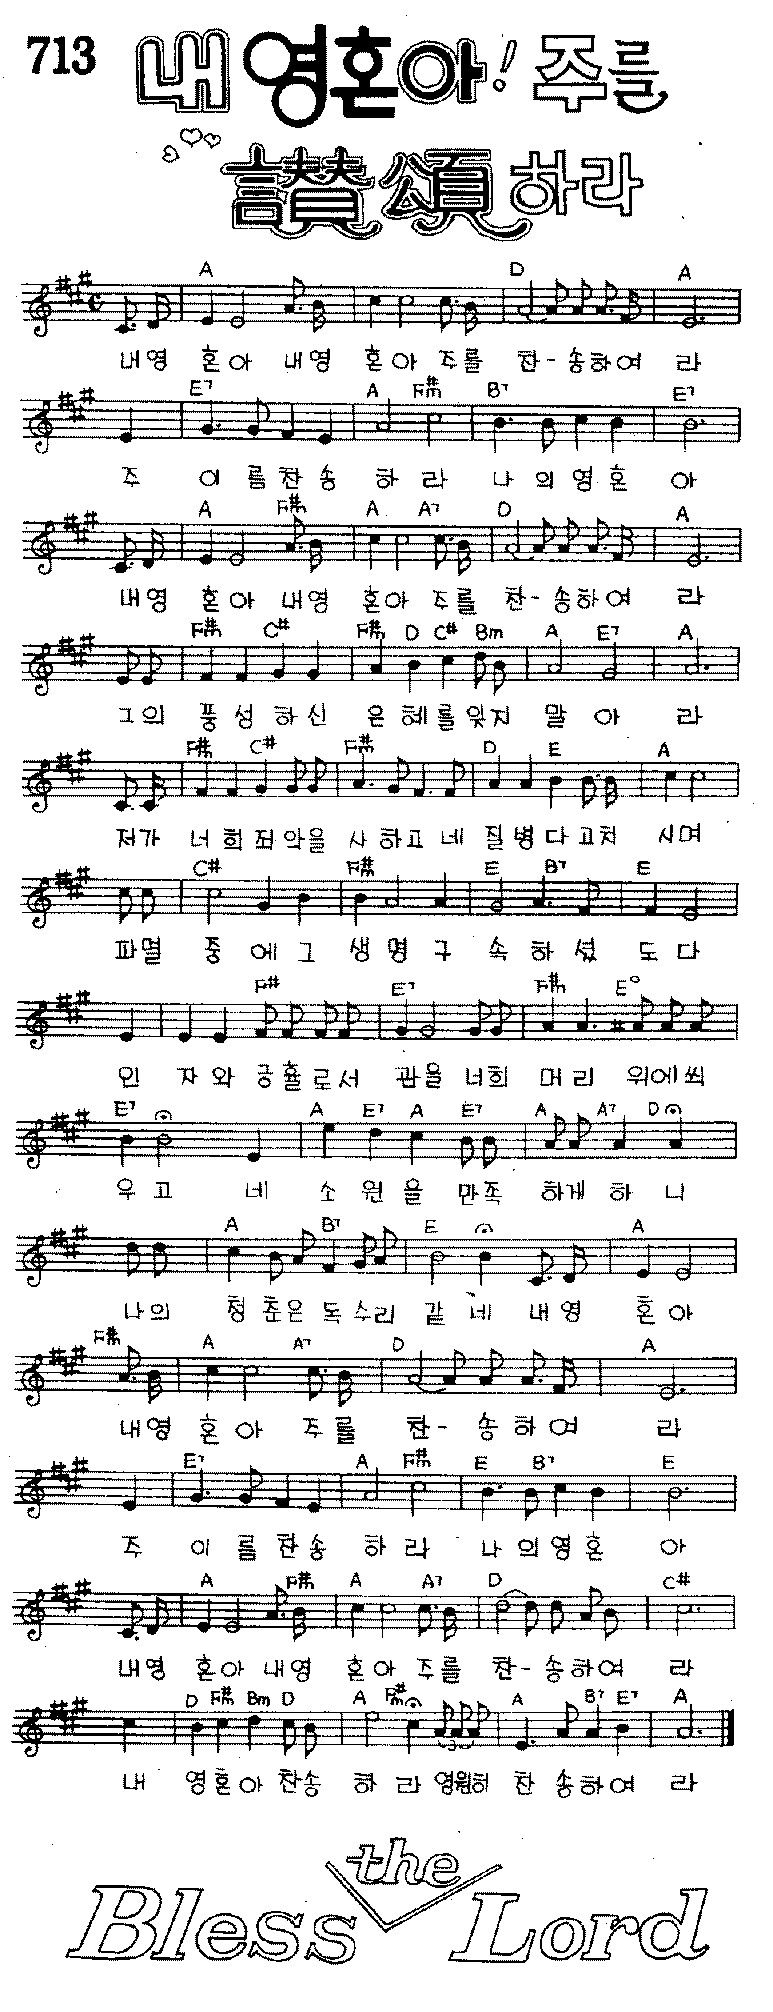 713
내 영혼아! 주를
讚頌하라
A D A
내영 혼아 내영 혼아 주를 찬-송하여 라
E7 A F#m B7 E7
주 이 름찬송 하 라 나 의영혼 아
A F#m A A7 D A
내영 혼아 내영 혼아 주를 찬-송하여 라
F#m C# F#m D C# Bm A E7 A
그의 풍 성하신 은혜를잊지 말 아 라
F#m C# F#m D E A
저가 너희죄악을 사하고 네 질병다고쳐 시며
C# F#m E B7 E
파멸 중 에그 생명구 속 하셨 도다
F# E7 F#m E°
인 자와 긍휼로서 관을 너희 머리 위에씌
E7 A E7 A E7 A A7 D
우고 네 소 원을 만족 하게하 니
A B7 E A
나의 청춘은독수리 같네 내영 혼아
F#m A A7 D A
내영 혼아 주를 찬-송하여 라
E7 A F#m E B7 E
주 이 름찬송 하 라 나 의영혼 아
A F#m A A7 D C#
내영 혼아 내영 혼아 주를 찬-송하여 라
D F#m Bm D A F#m A B7 E7 A
내 영혼아 찬송 하 라 영원히 찬 송하여 라
3
Bless the Lord